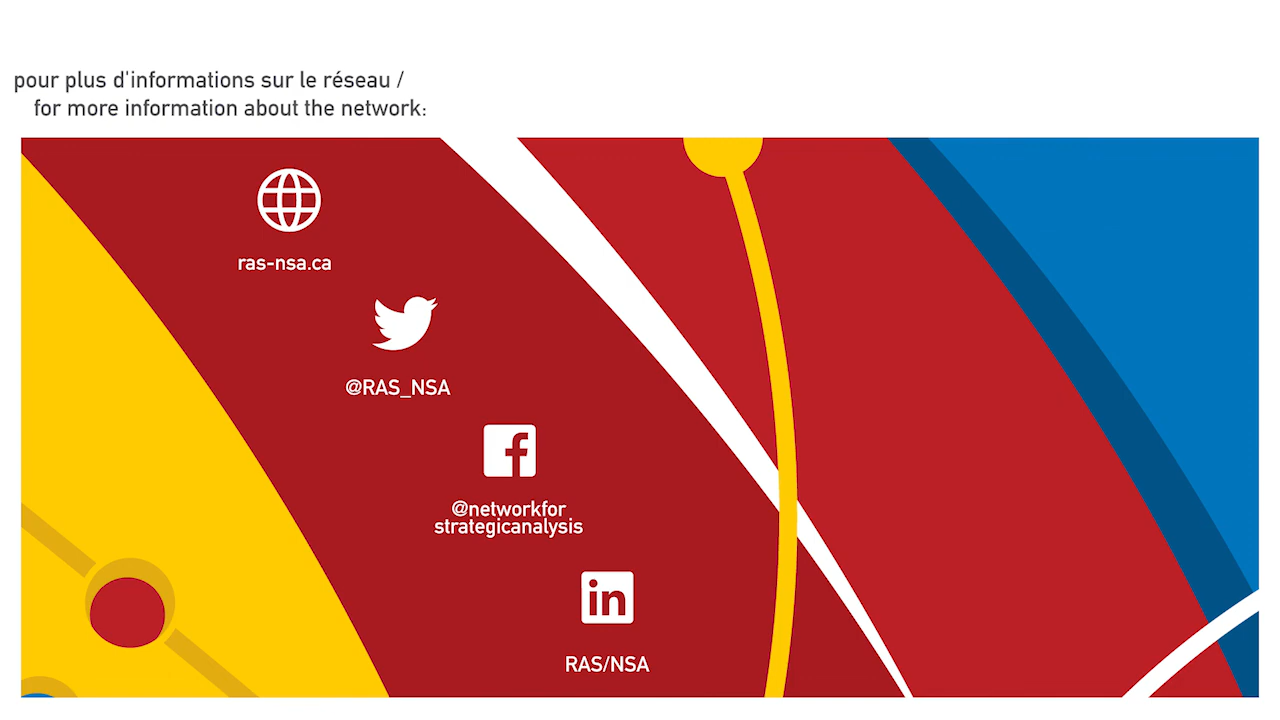 pour plus d'informations sur le réseau /
for more information about the network:
ras-nsa.ca
@RAS_NSA
@networkfor
strategicanalysis
in
RAS/NSA